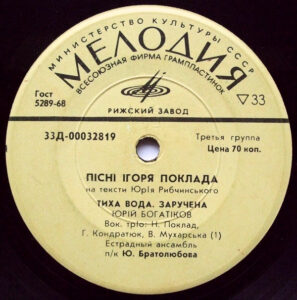 МИНИСТЕРСТВО КУЛЬТУРЫ СССР
МЕЛОДИЯ
ВСЕСОЮЗНАЯ ФИРМА ГРАМПЛАСТИНОК
Гост
5289-68
▽33
РИЖСКИЙ ЗАВОД
33Д-00032819
Третья группа
Цена 70 коп.
ПІСНІ ІГОРЯ ПОКЛАДА
на тексти Юрія Рибчинського
ТИХА ВОДА. ЗАРУЧЕНА
ЮРІЙ БОГАТІКОВ
Вок. тріо: Н. Поклад,
Г. Кондратюк, В. Мухарська (1)
Естрадный ансамбль
п/к Ю. Братолюбова